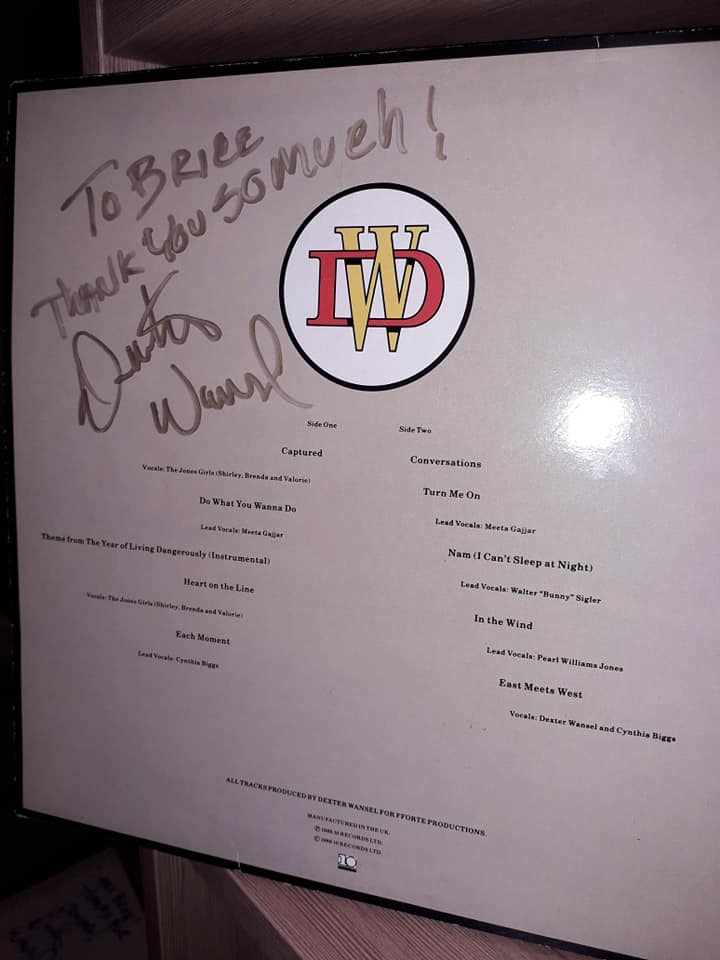 To BRICE
THANK YOU SO MUCH!
Dexter
Wansel
DW
Side One
Captured
Vocals: The Jones Girls (Shirley, Brenda and Valorie)
Do What You Wanna Do
Lead Vocals: Meeta Gajjar
Theme from The Year of Living Dangerously (Instrumental)
Heart on the Line
Vocals: The Jones Girls (Shirley, Brenda and Valorie)
Each Moment
Lead Vocals: Cynthia Biggs
Side Two
Conversations
Turn Me On
Lead Vocals: Meeta Gajjar
Nam (I Can't Sleep at Night)
Lead Vocals: Walter "Bunny" Sigler
In the Wind
Lead Vocals: Pearl Williams Jones
East Meets West
Vocals: Dexter Wansel and Cynthia Biggs
ALL TRACKS PRODUCED BY DEXTER WANSEL FOR FFORTE PRODUCTIONS.
MANUFACTURED IN THE UK.
℗ 1986 10 RECORDS LTD.
© 1986 10 RECORDS LTD.
10